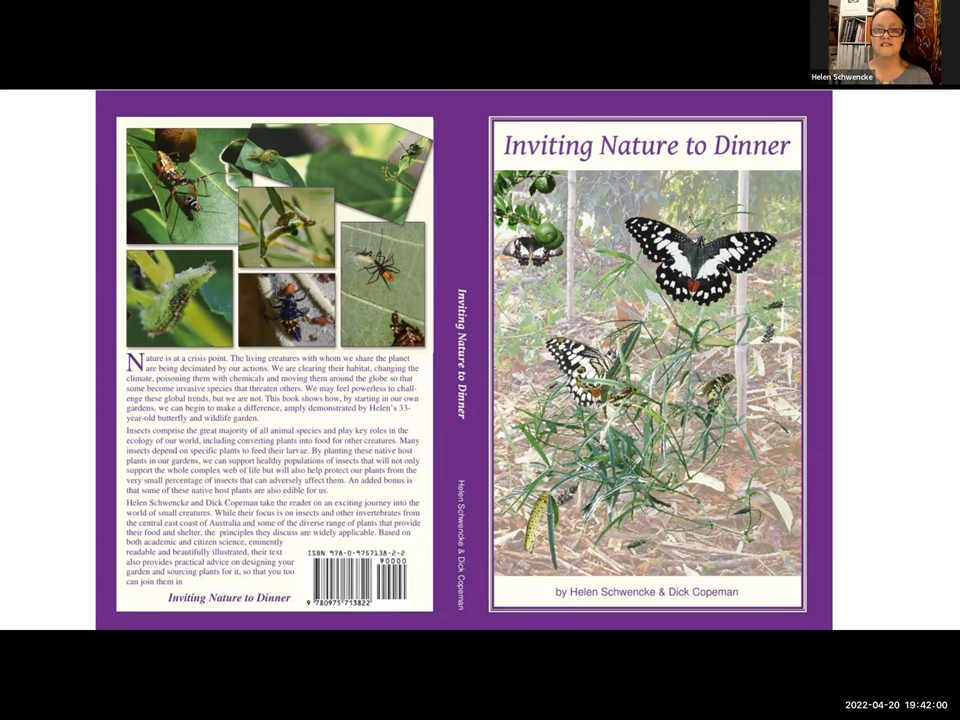 Helen Schwencke
Inviting Nature to Dinner
Nature is at a crisis point. The living creatures with whom we share the planet
are being decimated by our actions. We are clearing their habitat, changing the
climate, poisoning them with chemicals and moving them around the globe so that
some become invasive species that threaten others. We may feel powerless to chall-
enge these global trends, but we are not. This book shows how, by starting in our own
gardens, we can begin to make a difference, amply demonstrated by Helen's 33-
year-old butterfly and wildlife garden.
Insects comprise the great majority of all animal species and play key roles in the
ecology of our world, including converting plants into food for other creatures. Many
insects depend on specific plants to feed their larvae. By planting these native host
plants in our gardens, we can support healthy populations of insects that will not only
support the whole complex web of life but will also help protect our plants from the
very small percentage of insects that can adversely affect them. An added bonus is
that some of these native host plants are also edible for us.
Helen Schwencke and Dick Copeman take the reader on an exciting journey into the
world of small creatures. While their focus is on insects and other invertebrates from
the central east coast of Australia and some of the diverse range of plants that provide
their food and shelter, the principles they discuss are widely applicable. Based on
both academic and citizen science, eminently
readable and beautifully illustrated, their text
also provides practical advice on designing your
garden and sourcing plants for it, so that you too
can join them in
Inviting Nature to Dinner
ISBN 978-0-9757138-2-2
90000
9 780975 713822
Inviting Nature to Dinner
Helen Schwencke & Dick Copeman
by Helen Schwencke & Dick Copeman
2022-04-20 19:42:00